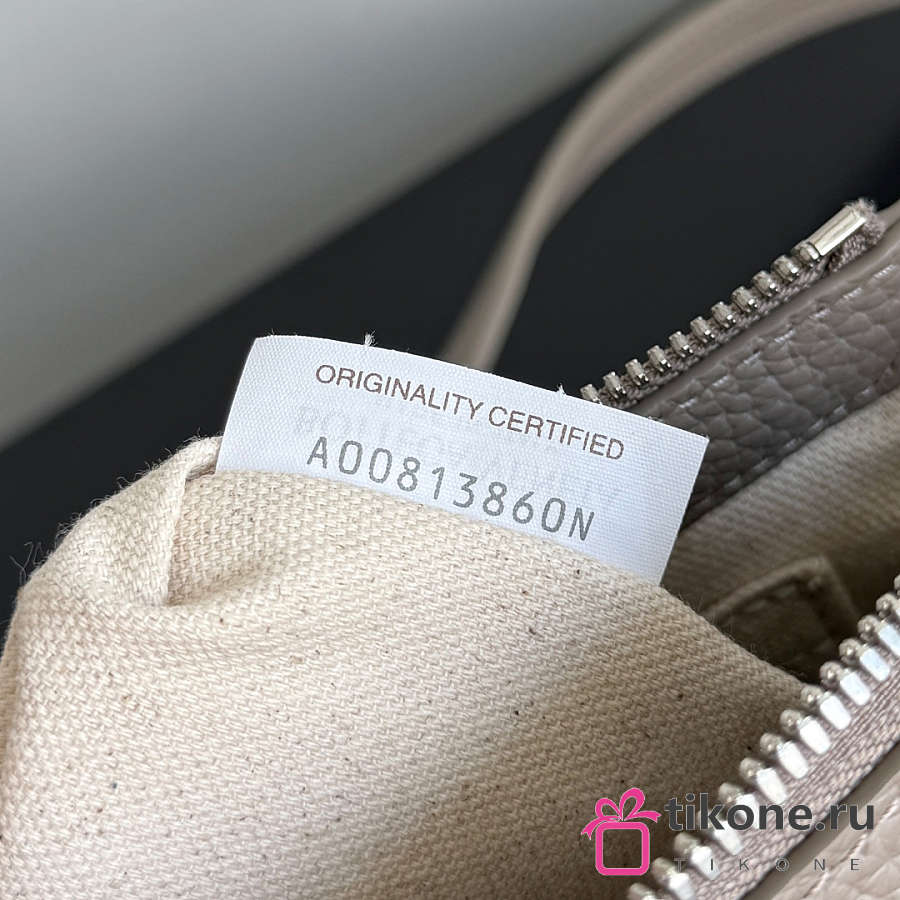 ORIGINALITY CERTIFIED
A00813860N
tikone.ru
TIKONE